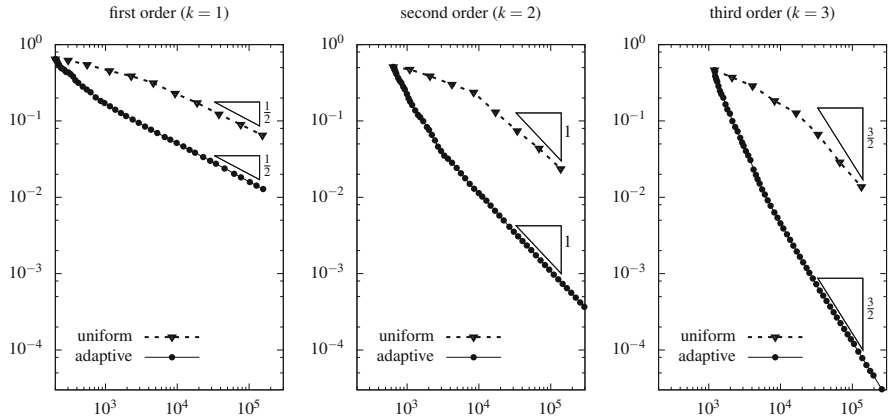 first order (k = 1)
10^0
10^-1
10^-2
10^-3
10^-4
1/2
1/2
uniform
adaptive
10^3 10^4 10^5
second order (k = 2)
10^0
10^-1
10^-2
10^-3
10^-4
1
1
uniform
adaptive
10^3 10^4 10^5
third order (k = 3)
10^0
10^-1
10^-2
10^-3
10^-4
3/2
3/2
uniform
adaptive
10^3 10^4 10^5